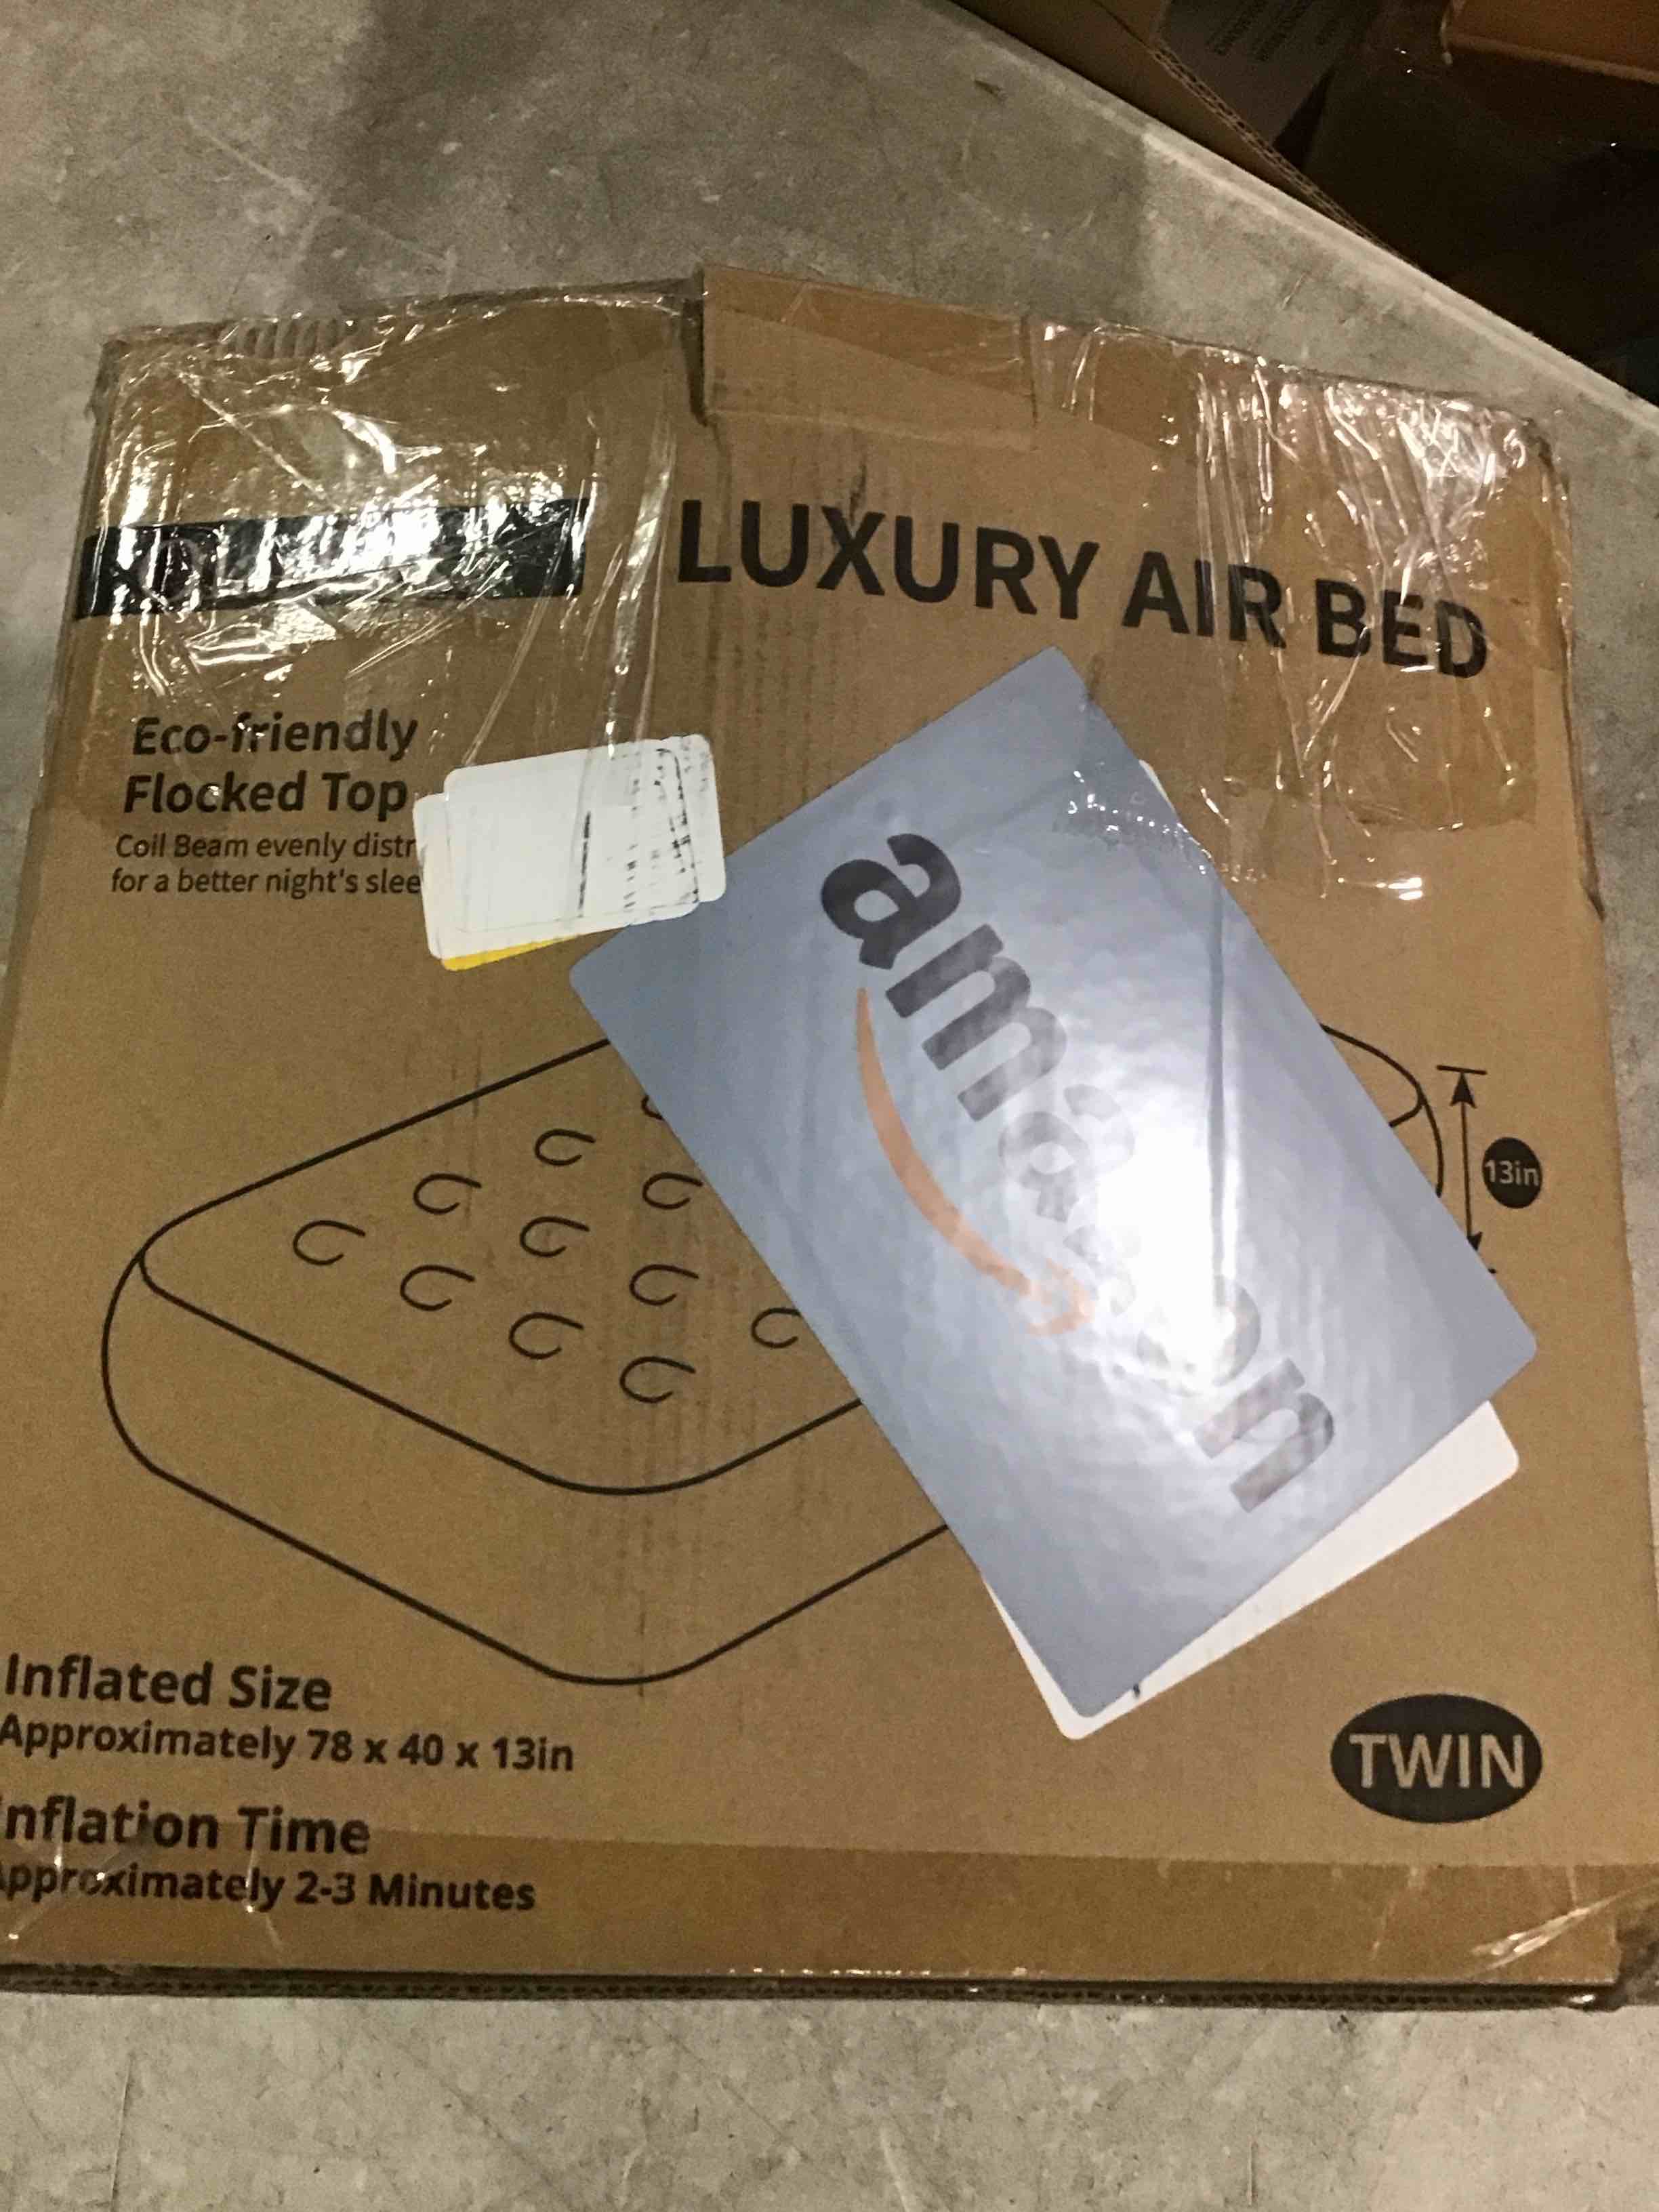 LUXURY AIR BED
Eco-friendly
Flocked Top
Coil Beam evenly distr
for a better night's slee
amazon
13in
Inflated Size
Approximately 78 x 40 x 13in
nflation Time
Approximately 2-3 Minutes
TWIN